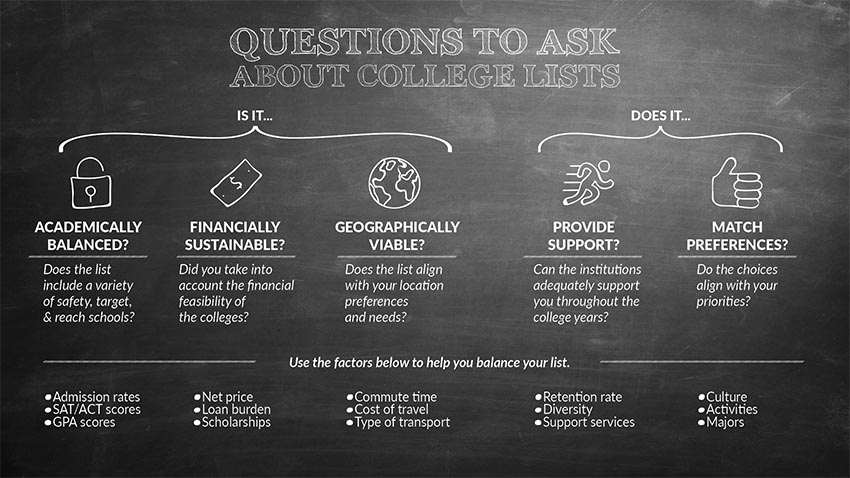 QUESTIONS TO ASK
ABOUT COLLEGE LISTS
IS IT...
ACADEMICALLY
BALANCED?
Does the list
include a variety
of safety, target,
& reach schools?
FINANCIALLY
SUSTAINABLE?
Did you take into
account the financial
feasibility of
the colleges?
GEOGRAPHICALLY
VIABLE?
Does the list align
with your location
preferences
and needs?
DOES IT...
PROVIDE
SUPPORT?
Can the institutions
adequately support
you throughout the
college years?
MATCH
PREFERENCES?
Do the choices
align with your
priorities?
Use the factors below to help you balance your list.
•Admission rates
•SAT/ACT scores
•GPA scores
•Net price
•Loan burden
•Scholarships
•Commute time
•Cost of travel
•Type of transport
•Retention rate
•Diversity
•Support services
•Culture
•Activities
•Majors